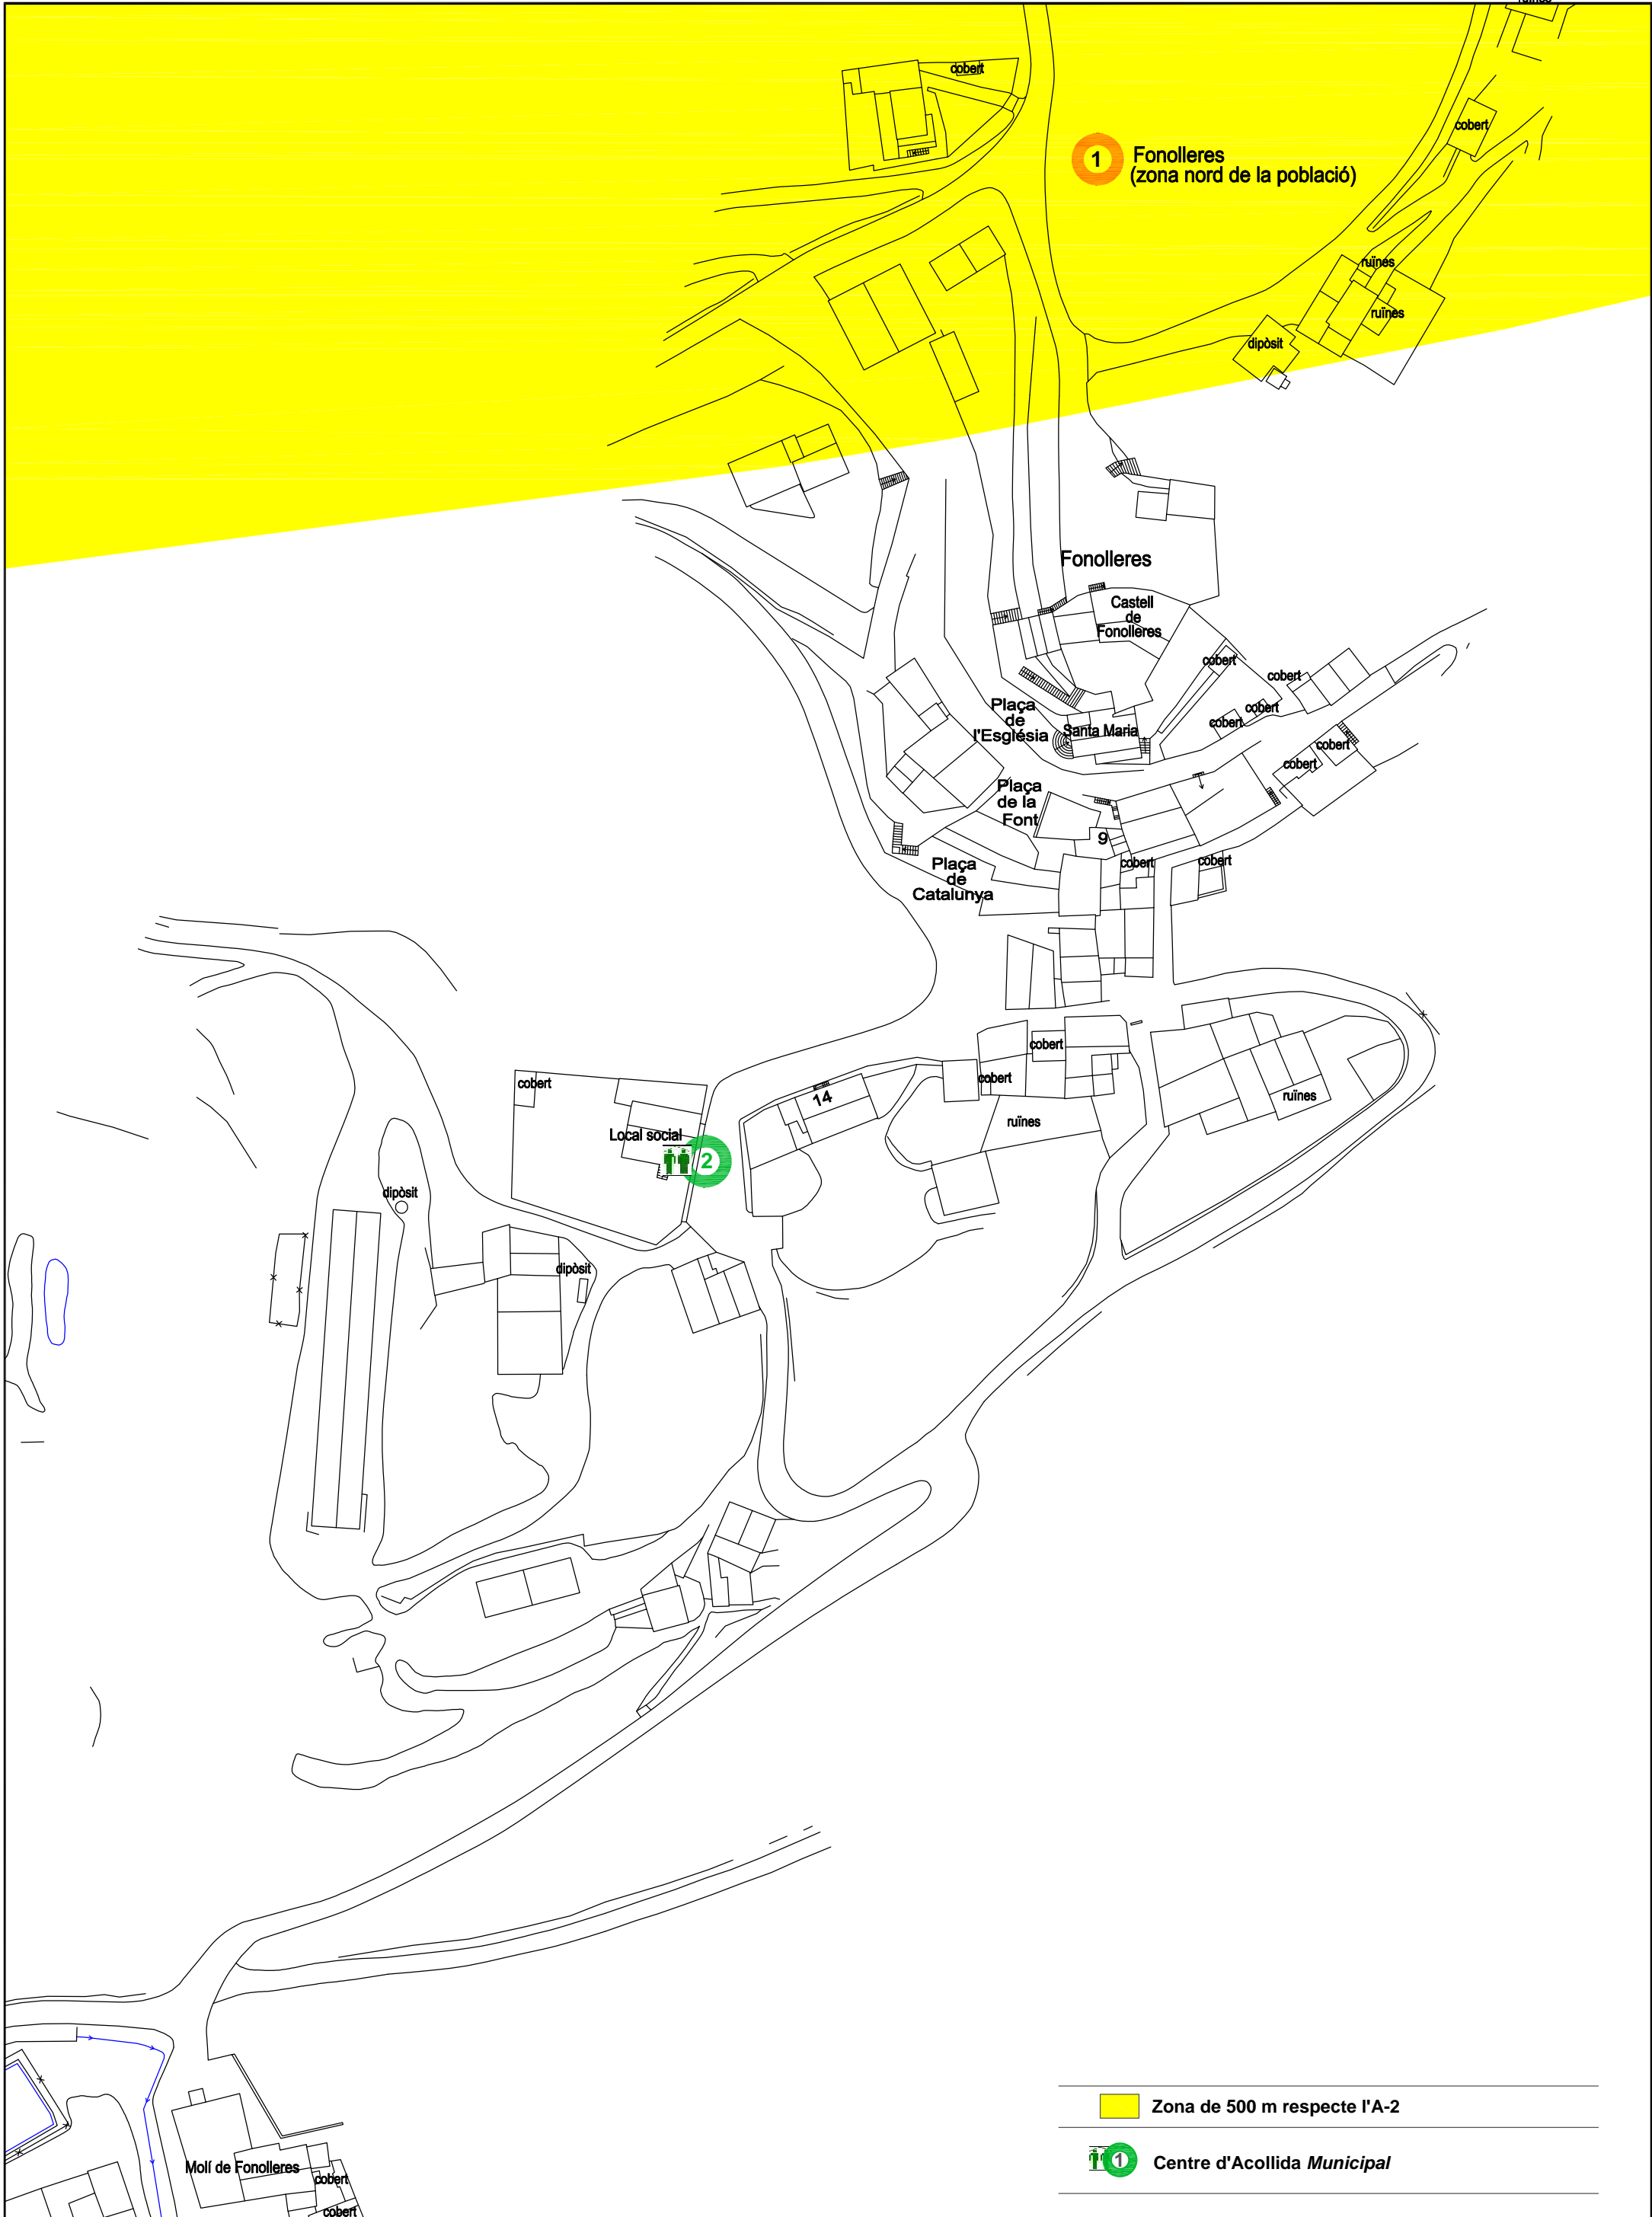 ruïnes
cobert
cobert
1
Fonolleres
(zona nord de la població)
ruïnes
ruïnes
dipòsit
Fonolleres
Castell
de
Fonolleres
cobert
cobert
cobert
cobert
Plaça
de
l'Església
Santa Maria
cobert
cobert
Plaça
de la
Font
9
cobert
cobert
Plaça
de
Catalunya
cobert
cobert
cobert
14
ruïnes
ruïnes
Local social
2
dipòsit
dipòsit
Zona de 500 m respecte l'A-2
1
Centre d'Acollida Municipal
Molí de Fonolleres
cobert
cobert